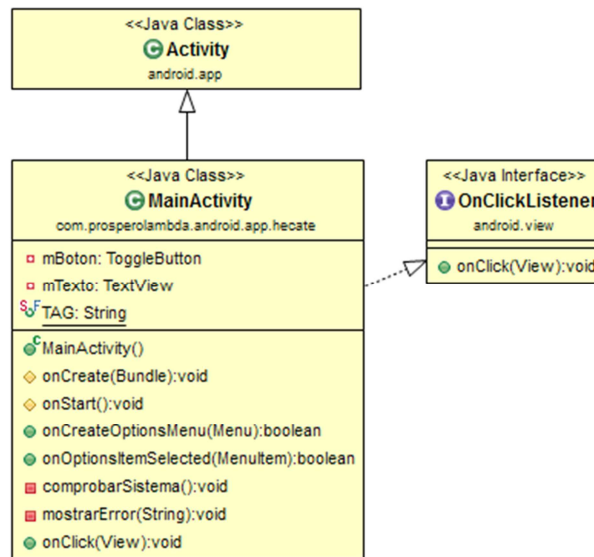 <<Java Class>>
C Activity
android.app
<<Java Class>>
C MainActivity
com.prosperolambda.android.app.hecate
mBoton: ToggleButton
mTexto: TextView
S F TAG: String
C MainActivity()
onCreate(Bundle):void
onStart():void
onCreateOptionsMenu(Menu):boolean
onOptionsItemSelected(MenuItem):boolean
comprobarSistema():void
mostrarError(String):void
onClick(View):void
<<Java Interface>>
I OnClickListener
android.view
onClick(View):void